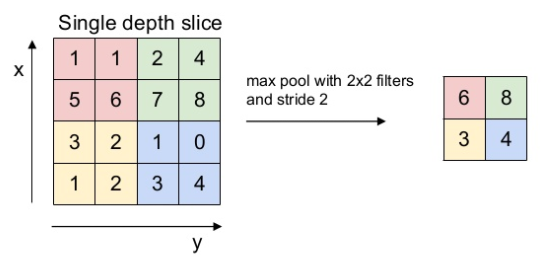 Single depth slice
x
1 1 2 4
5 6 7 8
3 2 1 0
1 2 3 4
y
max pool with 2x2 filters
and stride 2
6 8
3 4